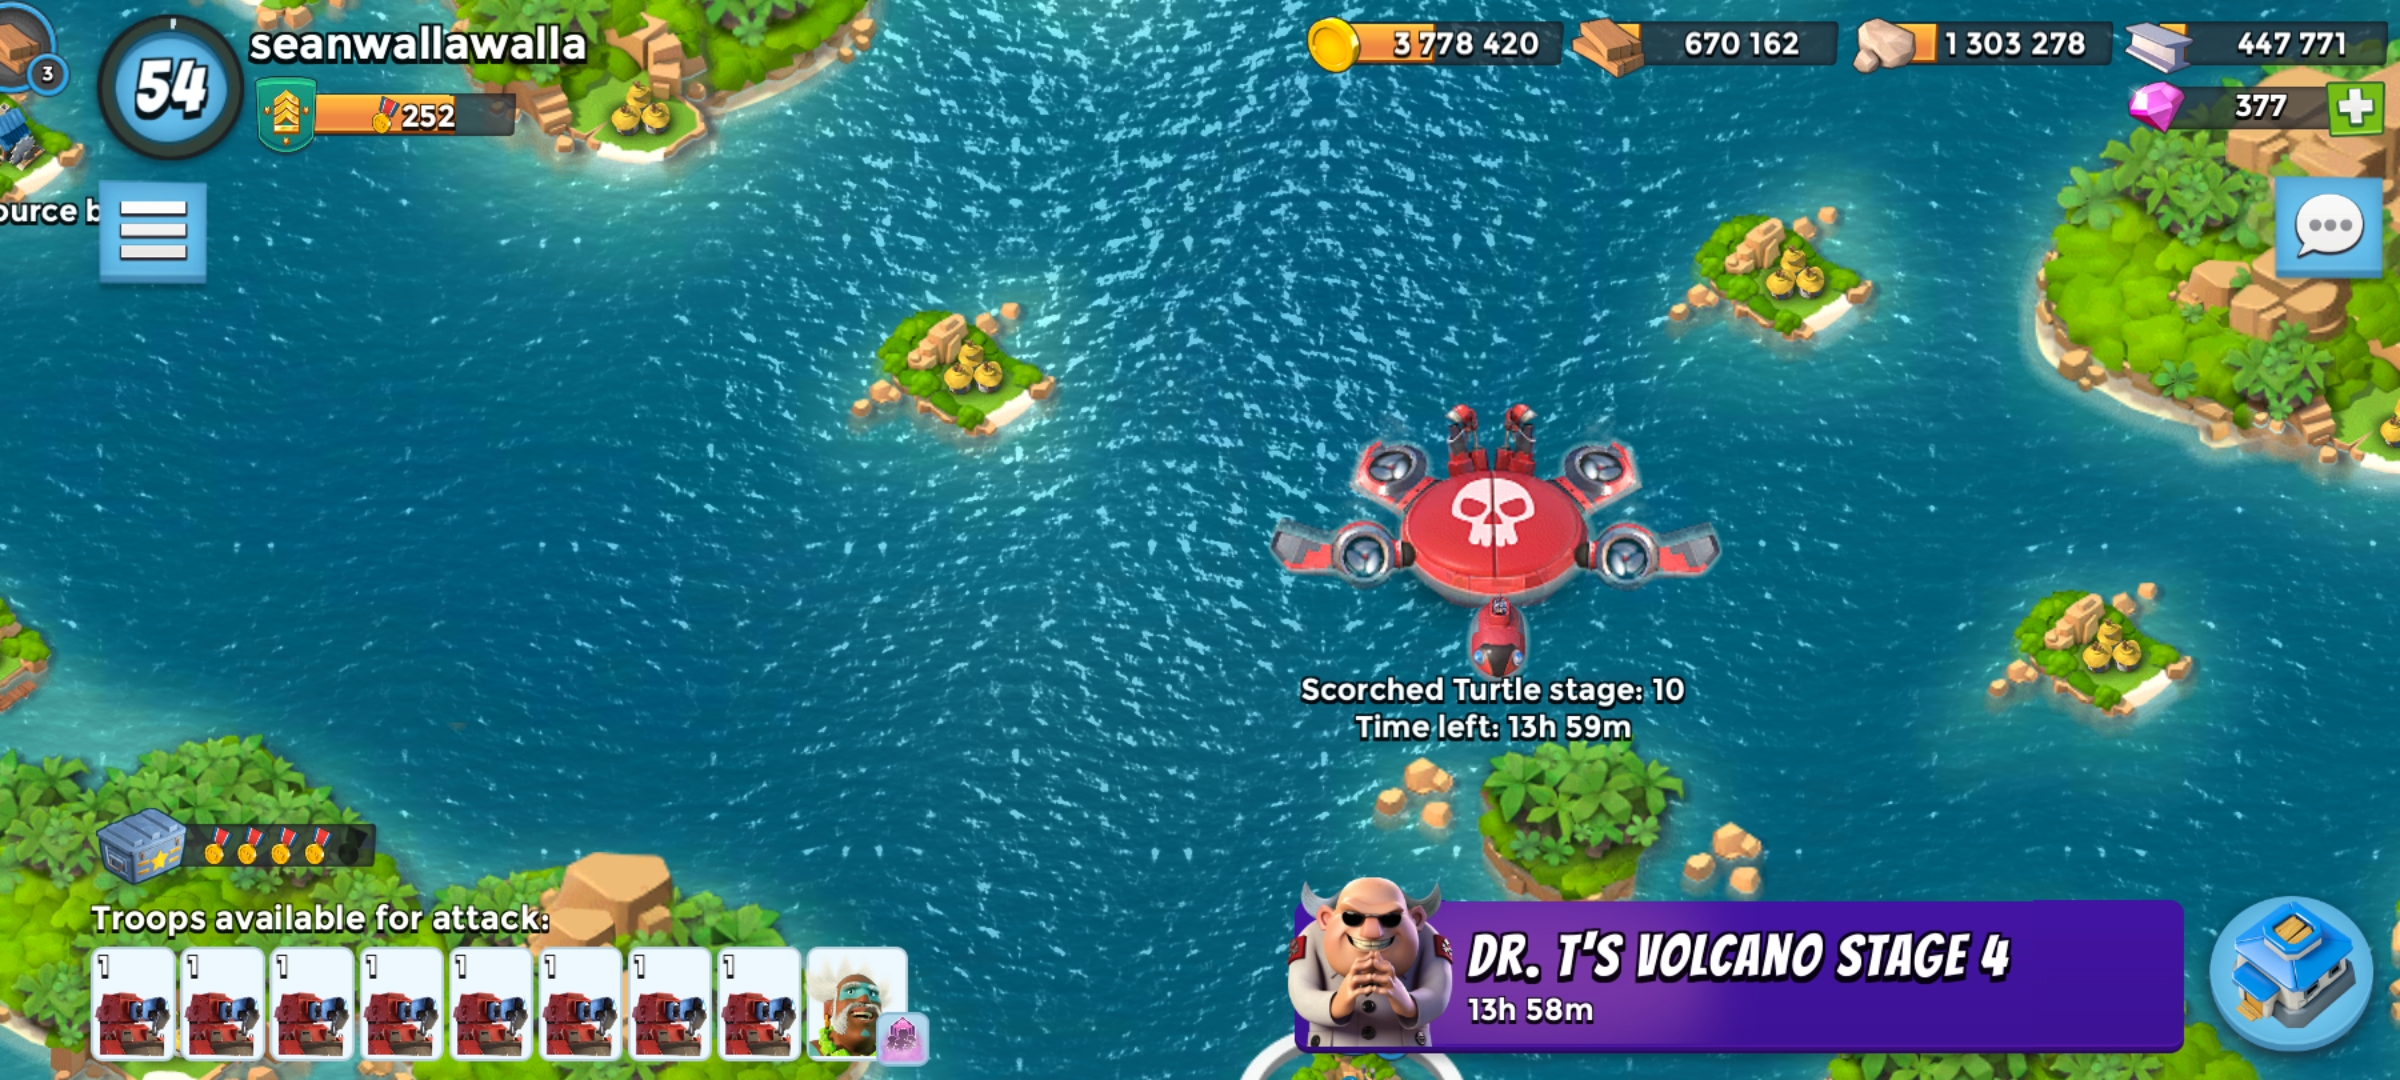 3
54
seanwallawalla
252
3 778 420
670 162
1 303 278
447 771
377
ource b
Scorched Turtle stage: 10
Time left: 13h 59m
Troops available for attack:
1 1 1 1 1 1 1 1
DR. T'S VOLCANO STAGE 4
13h 58m